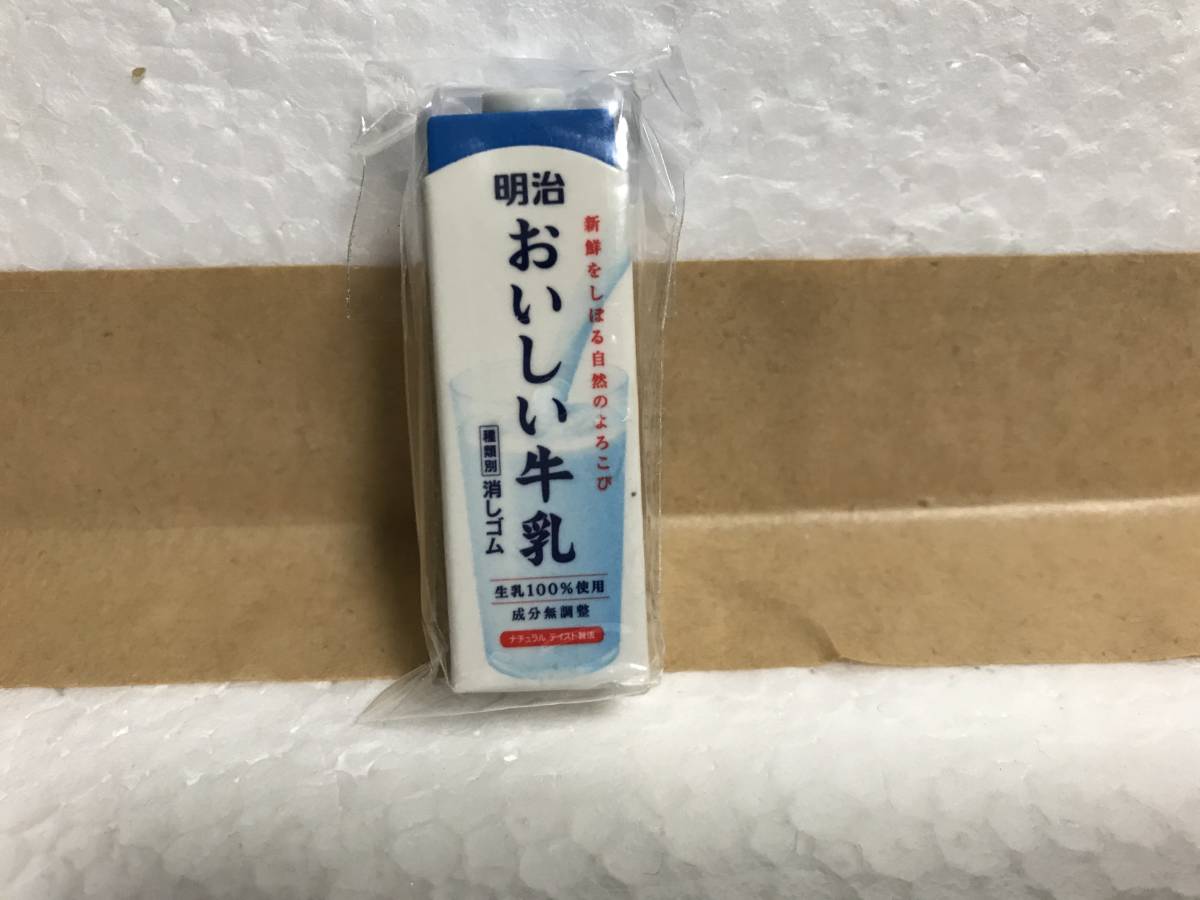 明治
新鮮をしぼる自然のよろこび
おいしい牛乳
種類別 消しゴム
生乳100%使用
成分無調整
ナチュラルテイスト製法